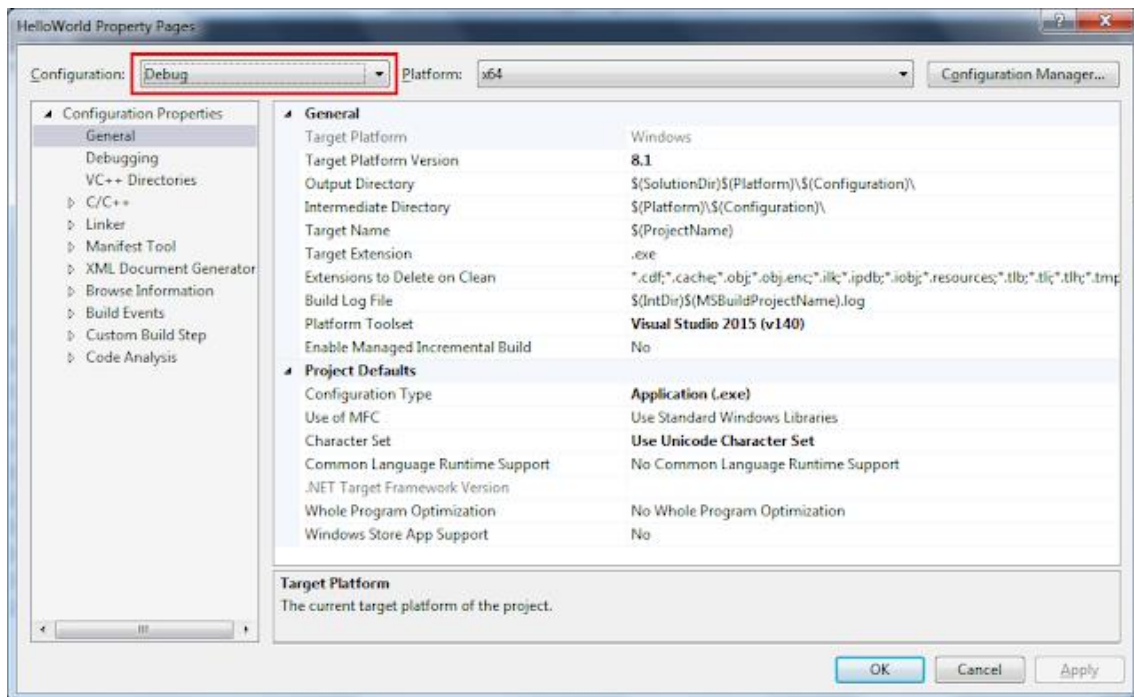 HelloWorld Property Pages
Configuration: Debug Platform: x64 Configuration Manager...
Configuration Properties
General
Debugging
VC++ Directories
C/C++
Linker
Manifest Tool
XML Document Generator
Browse Information
Build Events
Custom Build Step
Code Analysis
General
Target Platform Windows
Target Platform Version 8.1
Output Directory $(SolutionDir)$(Platform)\$(Configuration)\
Intermediate Directory $(Platform)\$(Configuration)\
Target Name $(ProjectName)
Target Extension .exe
Extensions to Delete on Clean *.cdf;*.cache;*.obj;*.obj.enc;*.ilk;*.ipdb;*.iobj;*.resources;*.tlb;*.tli;*.tlh;*.tmp
Build Log File $(IntDir)$(MSBuildProjectName).log
Platform Toolset Visual Studio 2015 (v140)
Enable Managed Incremental Build No
Project Defaults
Configuration Type Application (.exe)
Use of MFC Use Standard Windows Libraries
Character Set Use Unicode Character Set
Common Language Runtime Support No Common Language Runtime Support
.NET Target Framework Version
Whole Program Optimization No Whole Program Optimization
Windows Store App Support No
Target Platform
The current target platform of the project.
OK Cancel Apply